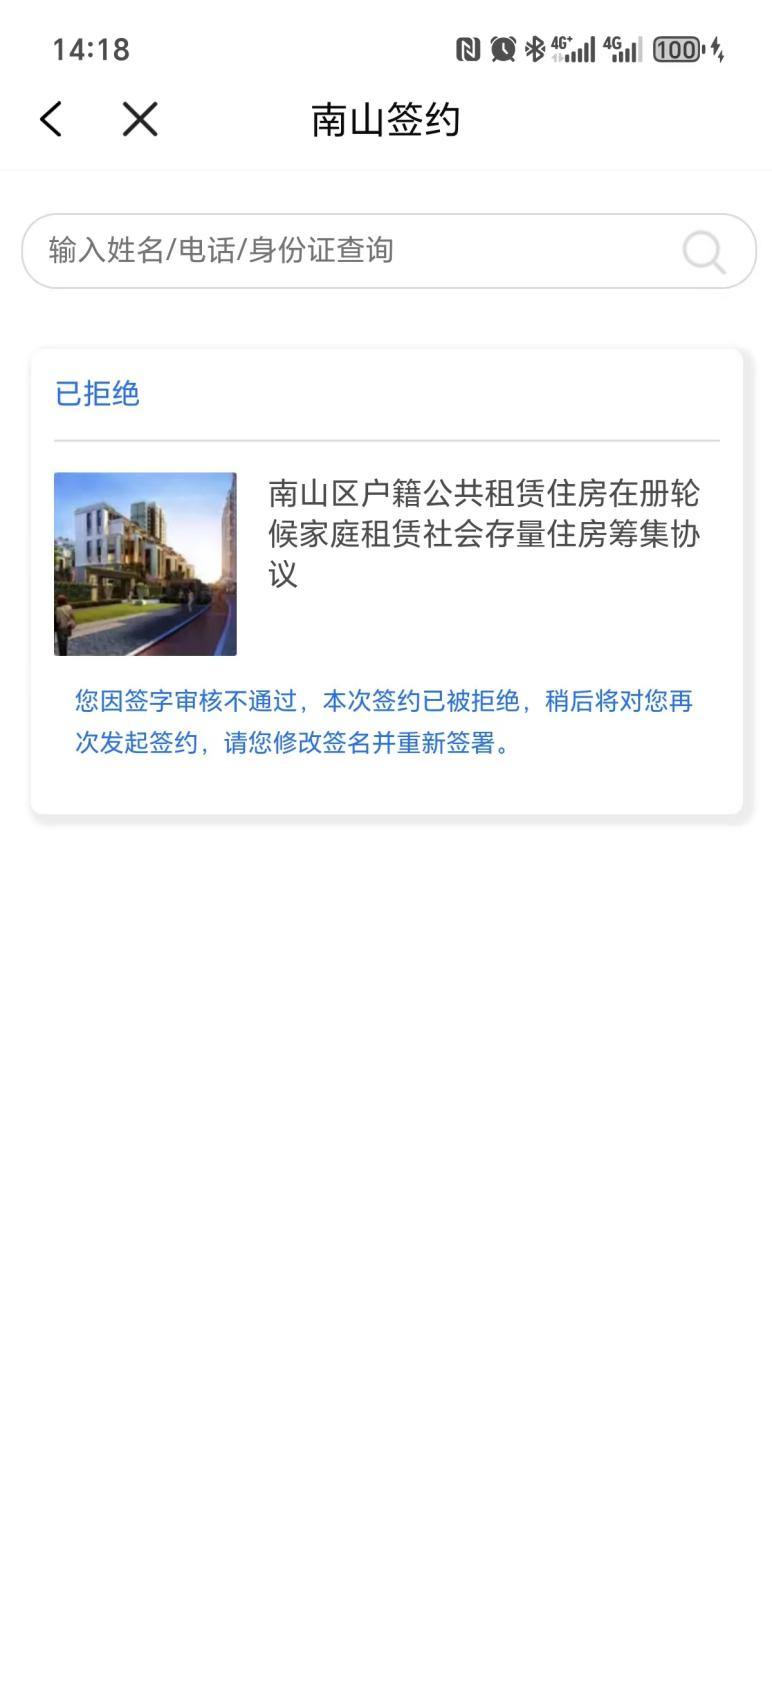 14:18
4G+
4G
100
南山签约
输入姓名/电话/身份证查询
已拒绝
南山区户籍公共租赁住房在册轮
候家庭租赁社会存量住房筹集协
议
您因签字审核不通过，本次签约已被拒绝，稍后将对您再
次发起签约，请您修改签名并重新签署。